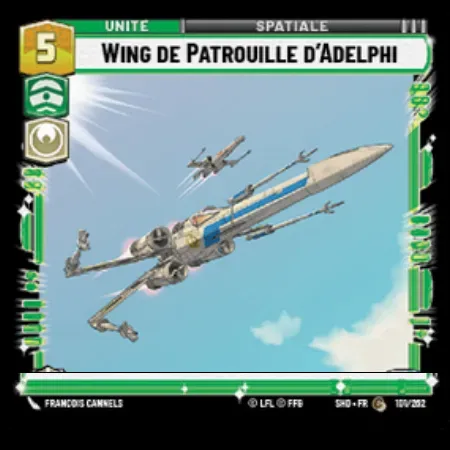 5
UNITÉ
SPATIALE
WING DE PATROUILLE D'ADELPHI
FRANCOIS CANNELS
© LFL © FFG
SHD • FR C 101/262